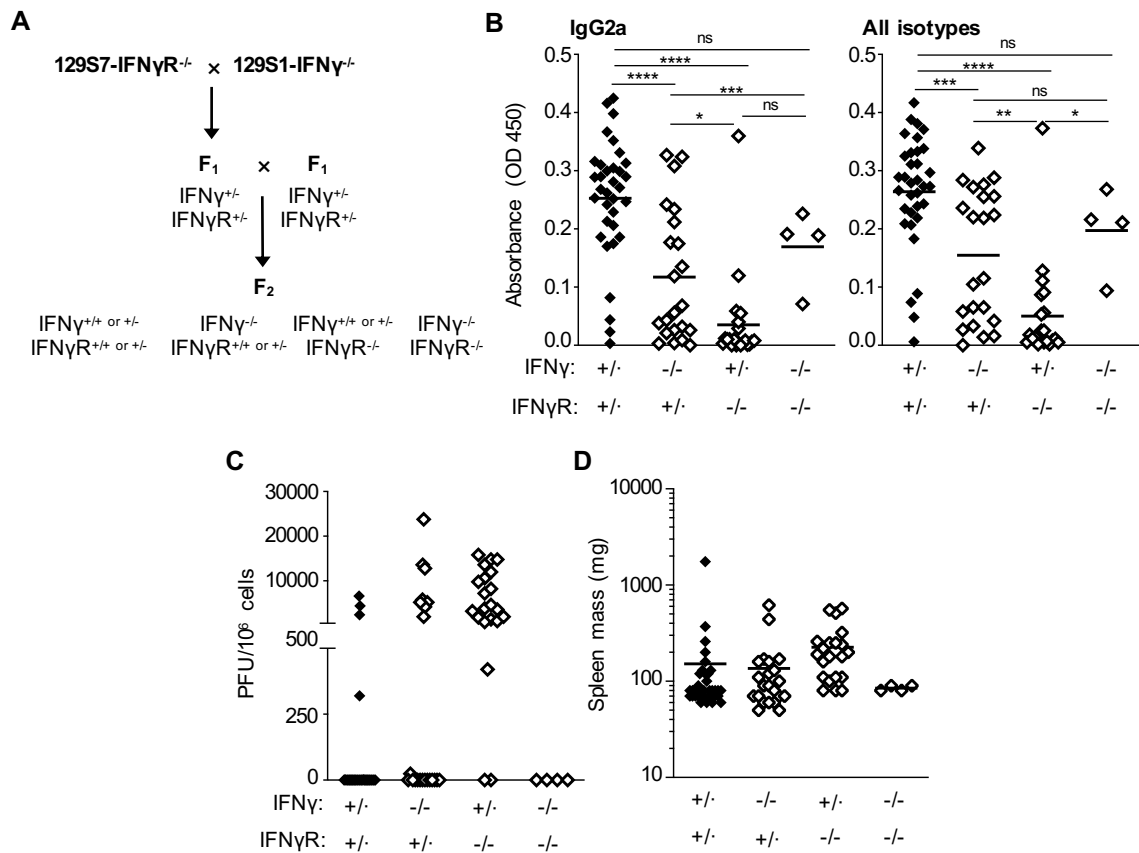 A
129S7-IFNγR-/- × 129S1-IFNγ-/-
F1 × F1
IFNγ+/- IFNγ+/-
IFNγR+/- IFNγR+/-
F2
IFNγ+/+ or +/- IFNγ-/- IFNγ+/+ or +/- IFNγ-/-
IFNγR+/+ or +/- IFNγR+/+ or +/- IFNγR-/- IFNγR-/-
B
IgG2a
All isotypes
Absorbance (OD 450)
0.5
0.4
0.3
0.2
0.1
0.0
ns
****
****
***
ns
*
0.5
0.4
0.3
0.2
0.1
0.0
ns
****
***
ns
**
*
IFNγ: +/· -/- +/· -/- +/· -/- +/· -/-
IFNγR: +/· +/· -/- -/- +/· +/· -/- -/-
C
PFU/10⁶ cells
30000
20000
10000
500
250
0
IFNγ: +/· -/- +/· -/-
IFNγR: +/· +/· -/- -/-
D
Spleen mass (mg)
10000
1000
100
10
+/· -/- +/· -/-
+/· +/· -/- -/-